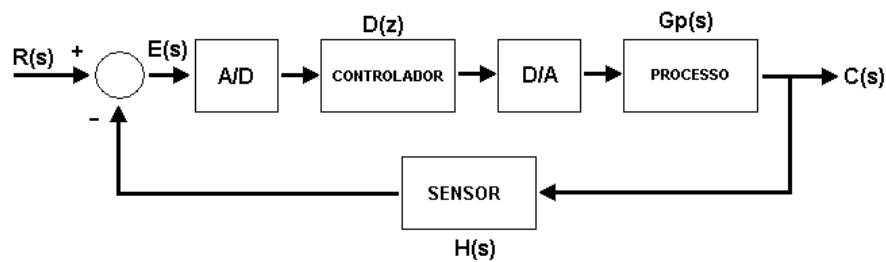 D(z)
Gp(s)
R(s)
+
E(s)
A/D
CONTROLADOR
D/A
PROCESSO
C(s)
−
SENSOR
H(s)